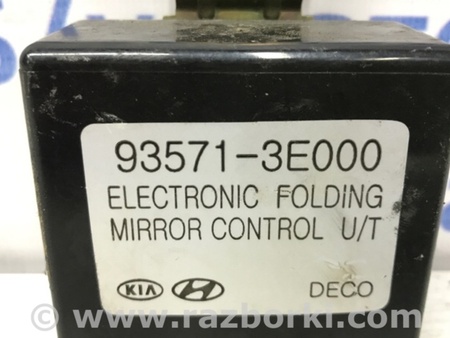 93571-3E000
ELECTRONIC FOLDING
MIRROR CONTROL U/T
KIA
DECO
www.razborki.com